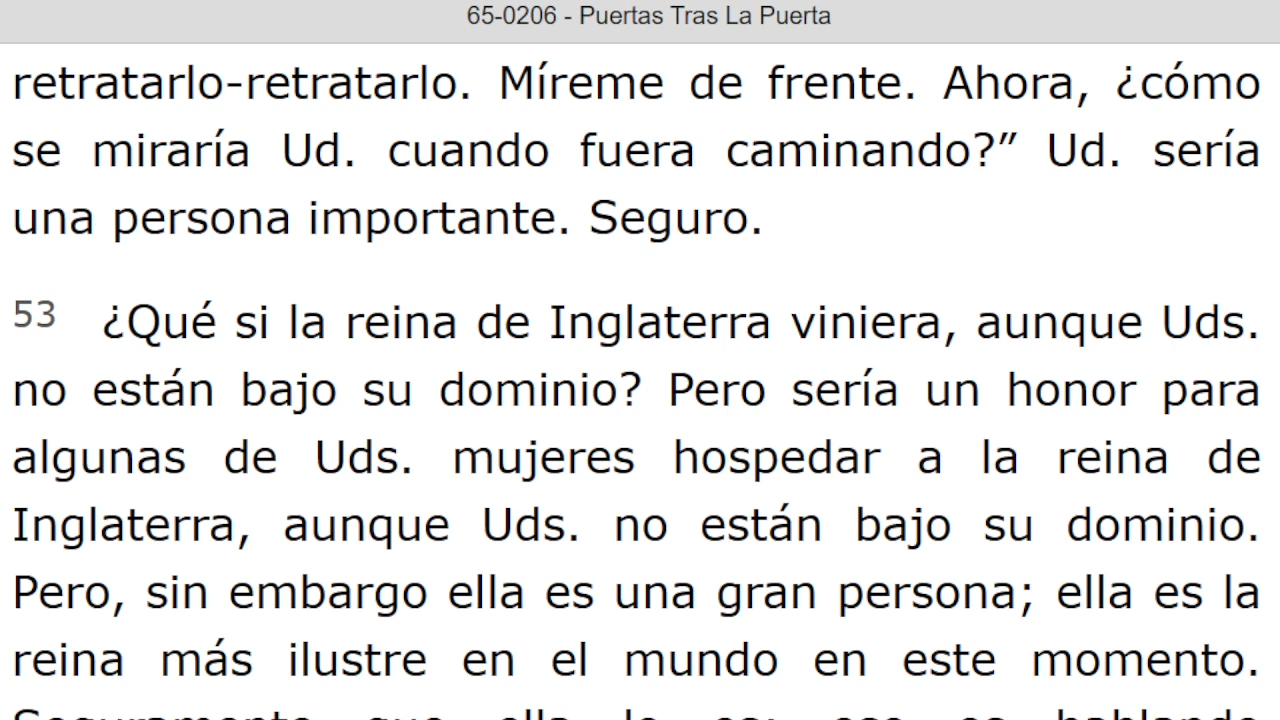 65-0206 - Puertas Tras La Puerta
retratarlo-retratarlo. Míreme de frente. Ahora, ¿cómo
se miraría Ud. cuando fuera caminando?” Ud. sería
una persona importante. Seguro.
53 ¿Qué si la reina de Inglaterra viniera, aunque Uds.
no están bajo su dominio? Pero sería un honor para
algunas de Uds. mujeres hospedar a la reina de
Inglaterra, aunque Uds. no están bajo su dominio.
Pero, sin embargo ella es una gran persona; ella es la
reina más ilustre en el mundo en este momento.